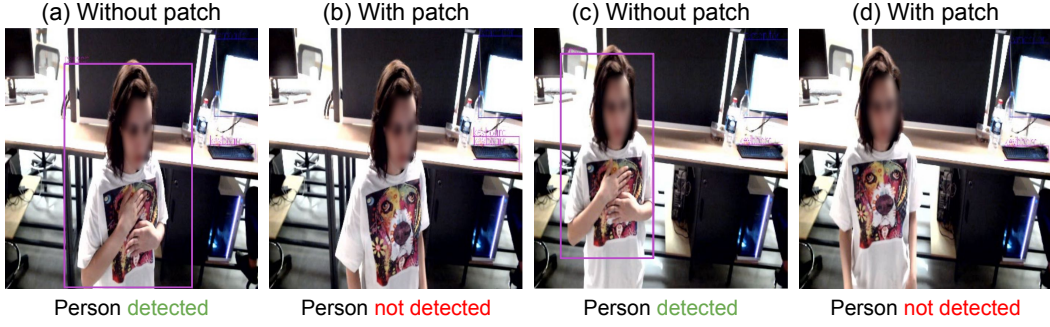 (a) Without patch
(b) With patch
(c) Without patch
(d) With patch
Person detected
Person not detected
Person detected
Person not detected